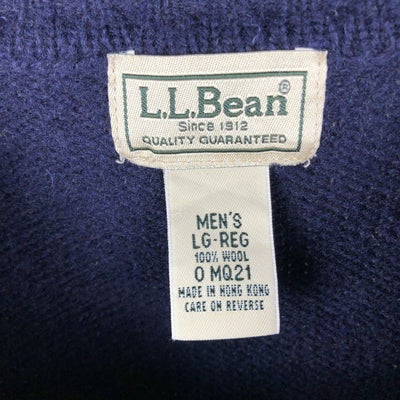 L.L.Bean®
Since 1912
QUALITY GUARANTEED
MEN'S
LG-REG
100% WOOL
0 MQ21
MADE IN HONG KONG
CARE ON REVERSE